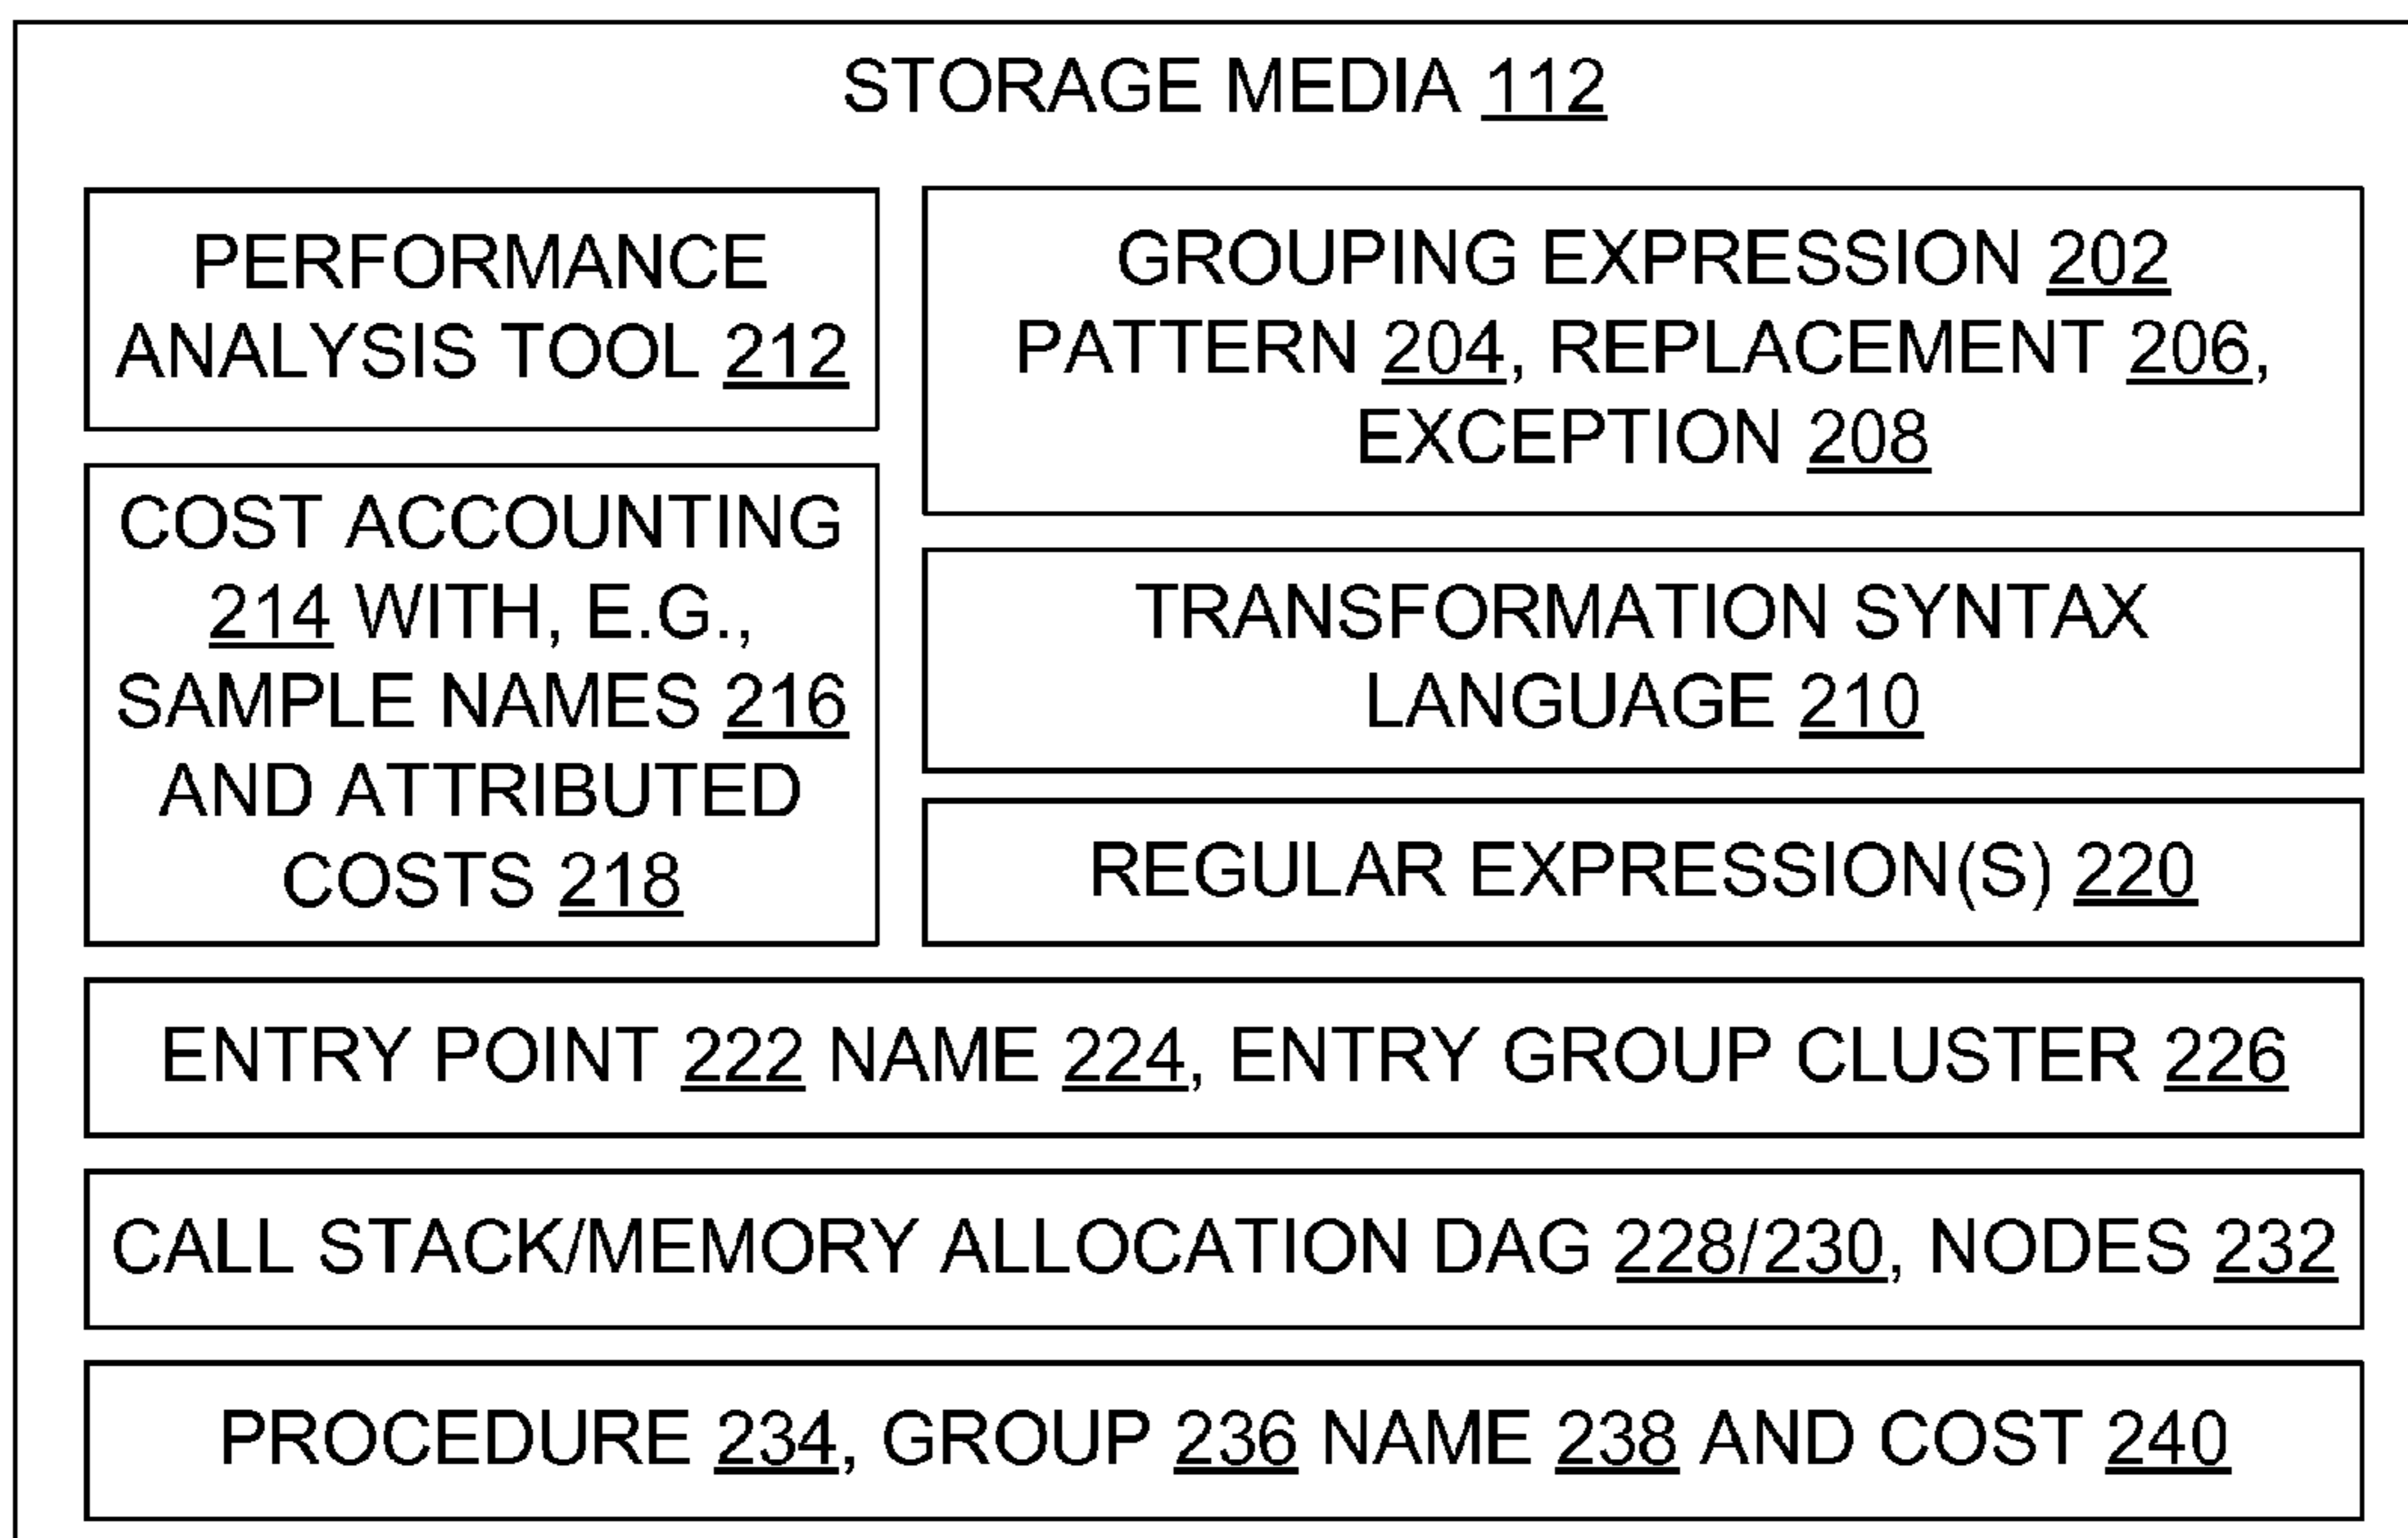 STORAGE MEDIA 112
PERFORMANCE
ANALYSIS TOOL 212
COST ACCOUNTING
214 WITH, E.G.,
SAMPLE NAMES 216
AND ATTRIBUTED
COSTS 218
GROUPING EXPRESSION 202
PATTERN 204, REPLACEMENT 206,
EXCEPTION 208
TRANSFORMATION SYNTAX
LANGUAGE 210
REGULAR EXPRESSION(S) 220
ENTRY POINT 222 NAME 224, ENTRY GROUP CLUSTER 226
CALL STACK/MEMORY ALLOCATION DAG 228/230, NODES 232
PROCEDURE 234, GROUP 236 NAME 238 AND COST 240